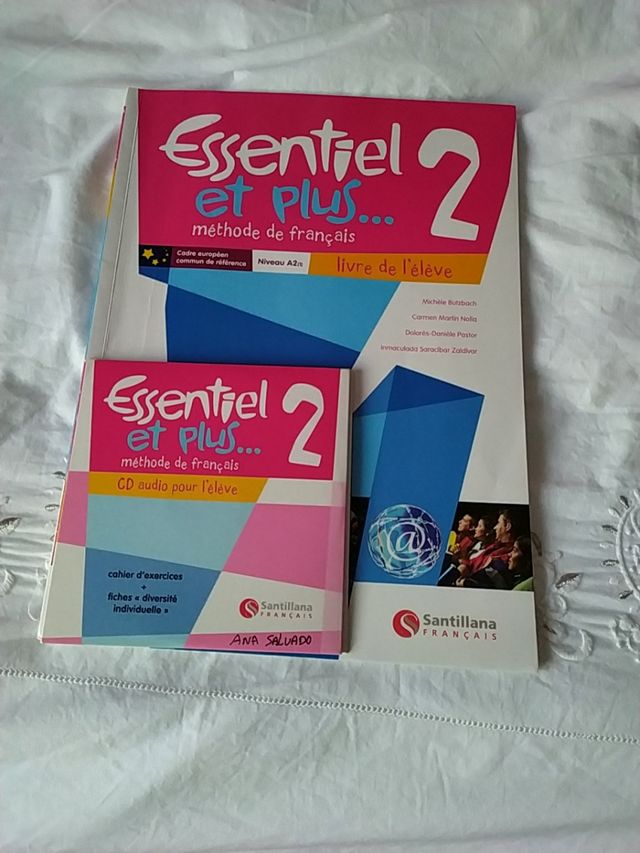 Essentiel 2
et plus...
méthode de français
Cadre européen
commun de référence
Niveau A2/2
livre de l'élève
Michèle Butzbach
Carmen Martín Nolla
Dolorès-Danièle Pastor
Inmaculada Saracíbar Zaldívar
@
Santillana
FRANÇAIS
Essentiel 2
et plus...
méthode de français
CD audio pour l'élève
cahier d'exercices
+
fiches « diversité
individuelle »
Santillana
FRANÇAIS
ANA SALVADO